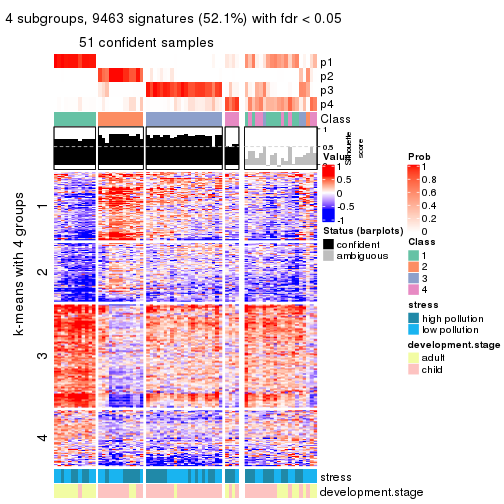 4 subgroups, 9463 signatures (52.1%) with fdr < 0.05
51 confident samples
p1
p2
p3
p4
Class
1
0.5
0
Silhouette
score
k-means with 4 groups
1
2
3
4
stress
development.stage
Value
1
0.5
0
-0.5
-1
Status (barplots)
confident
ambiguous
Prob
1
0.8
0.6
0.4
0.2
0
Class
1
2
3
4
stress
high pollution
low pollution
development.stage
adult
child